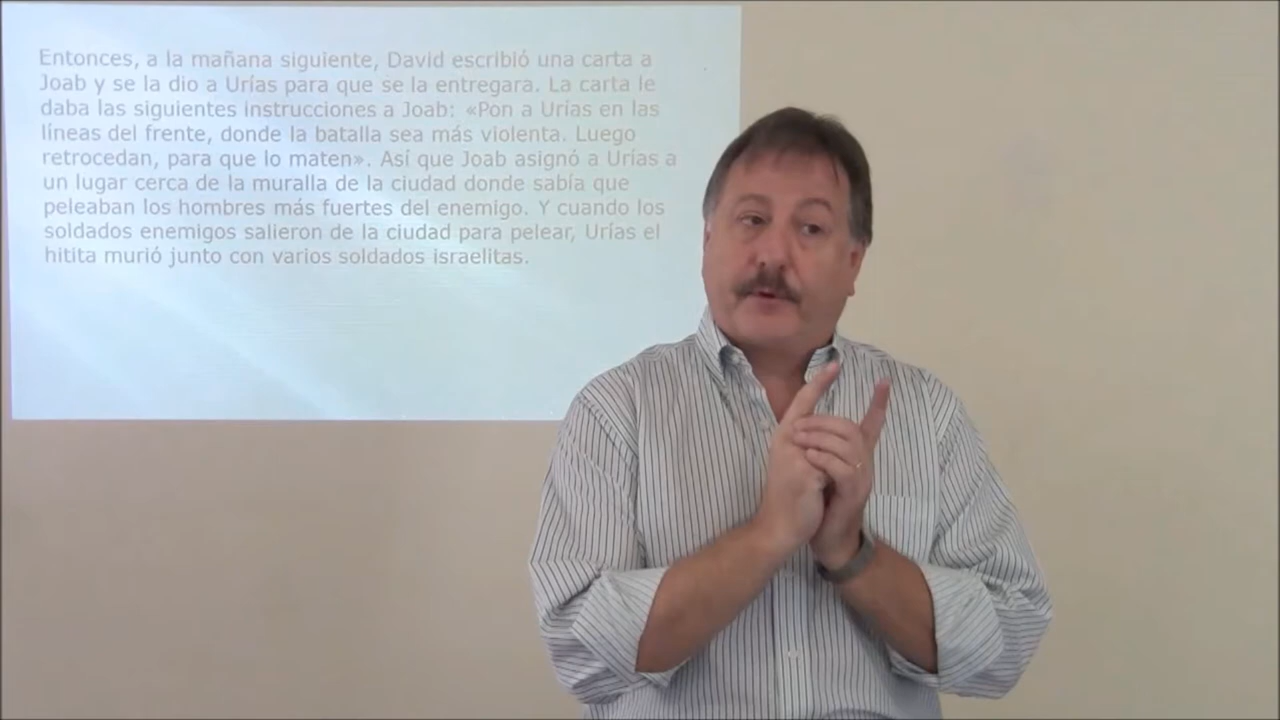 Entonces, a la mañana siguiente, David escribió una carta a
Joab y se la dio a Urías para que se la entregara. La carta le
daba las siguientes instrucciones a Joab: «Pon a Urías en las
líneas del frente, donde la batalla sea más violenta. Luego
retrocedan, para que lo maten». Así que Joab asignó a Urías a
un lugar cerca de la muralla de la ciudad donde sabía que
peleaban los hombres más fuertes del enemigo. Y cuando los
soldados enemigos salieron de la ciudad para pelear, Urías el
hitita murió junto con varios soldados israelitas.